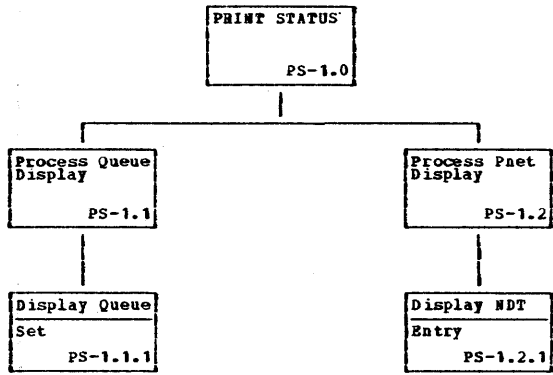 PRINT STATUS
PS-1.0
Process Queue
Display
PS-1.1
Process Pnet
Display
PS-1.2
Display Queue
Set
PS-1.1.1
Display NDT
Entry
PS-1.2.1